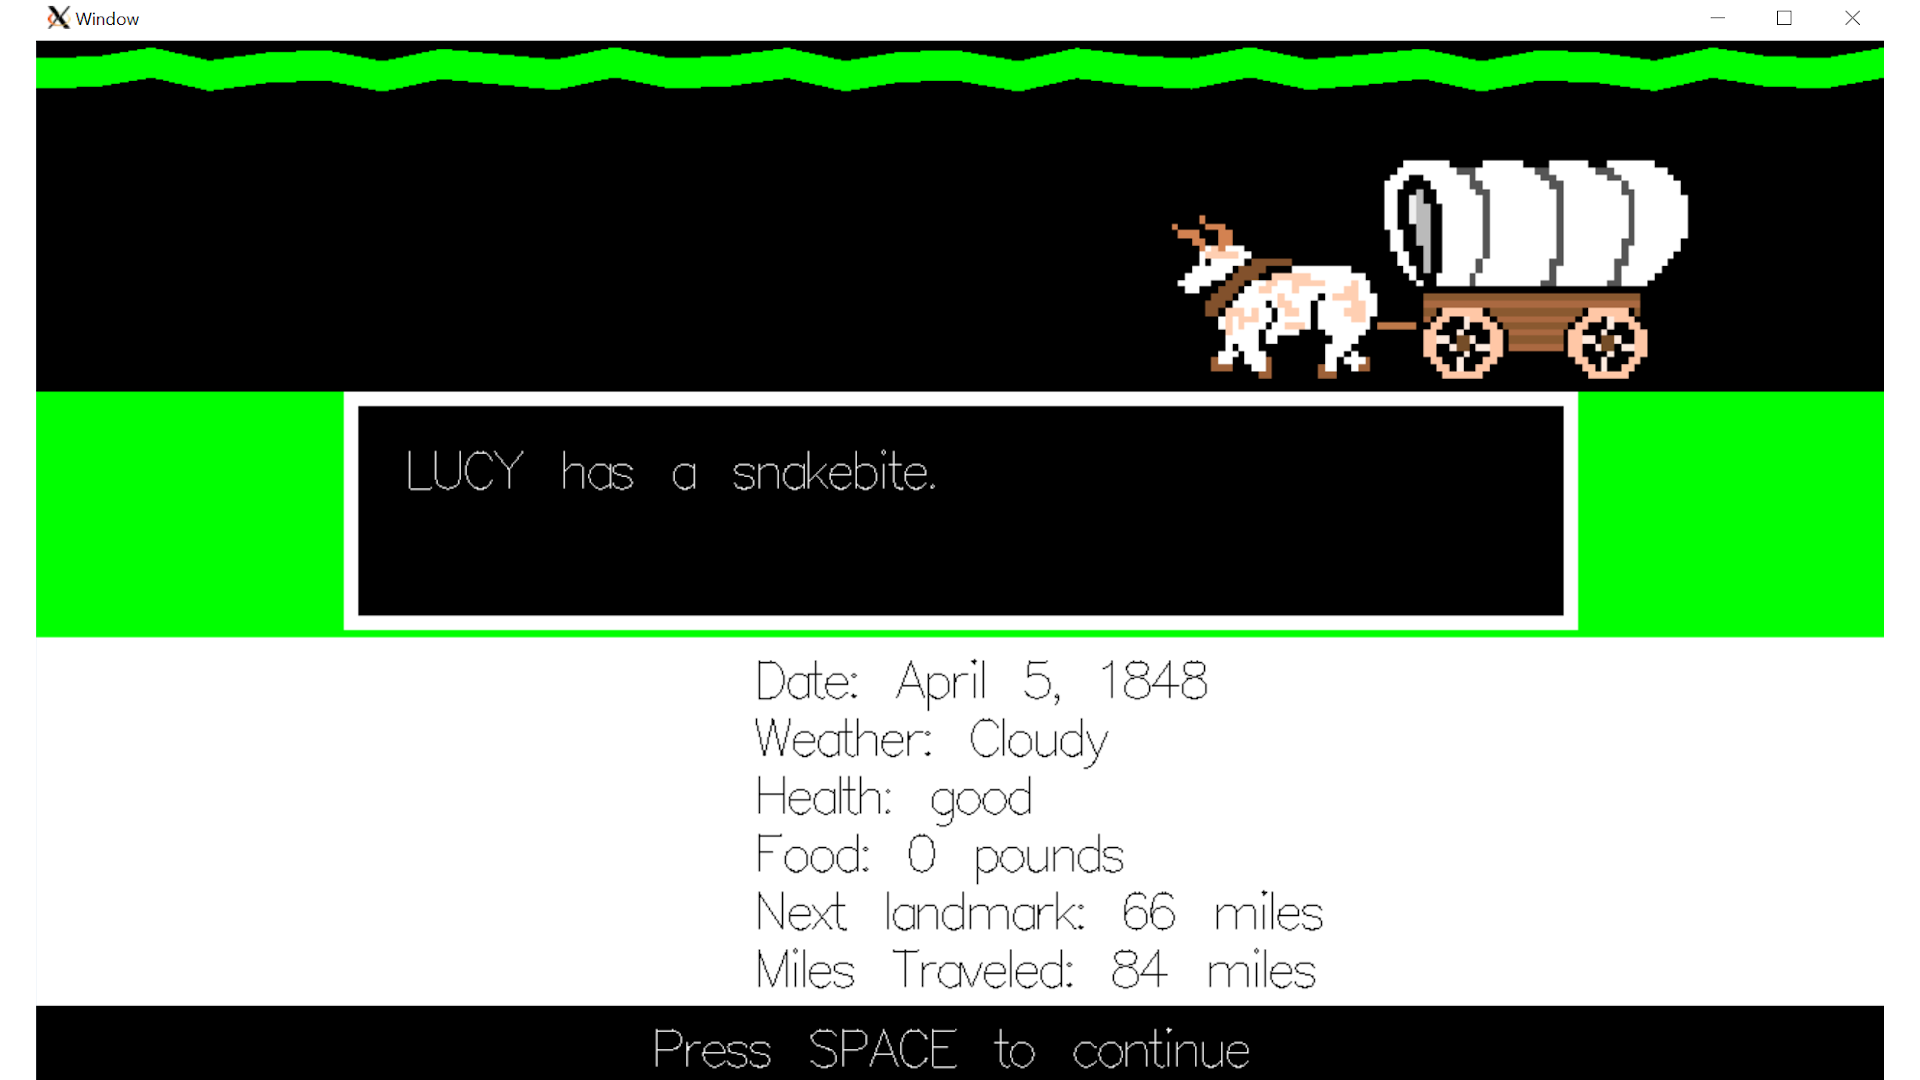 Window
LUCY has a snakebite.
Date: April 5, 1848
Weather: Cloudy
Health: good
Food: 0 pounds
Next landmark: 66 miles
Miles Traveled: 84 miles
Press SPACE to continue